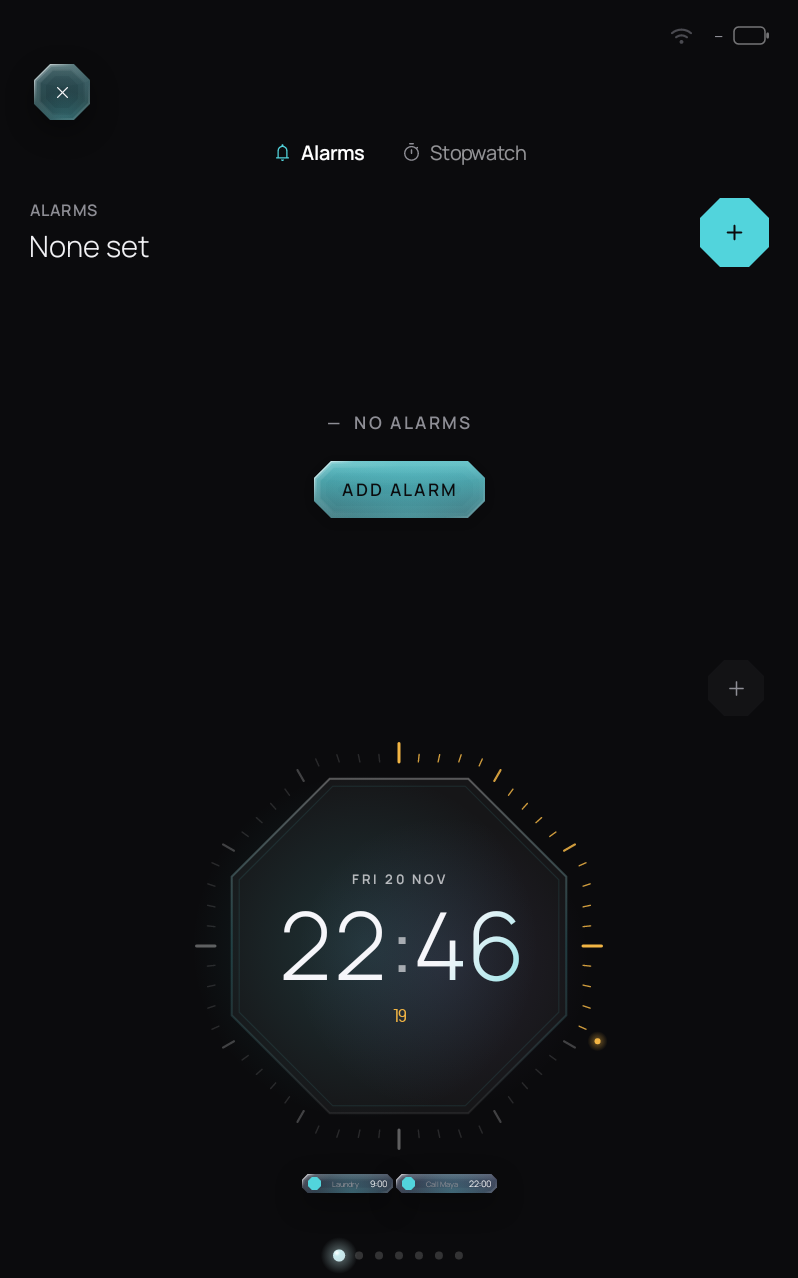 Alarms Stopwatch
ALARMS
None set
— NO ALARMS
ADD ALARM
FRI 20 NOV
22:46
19
Laundry 9:00 Call Maya 22:00